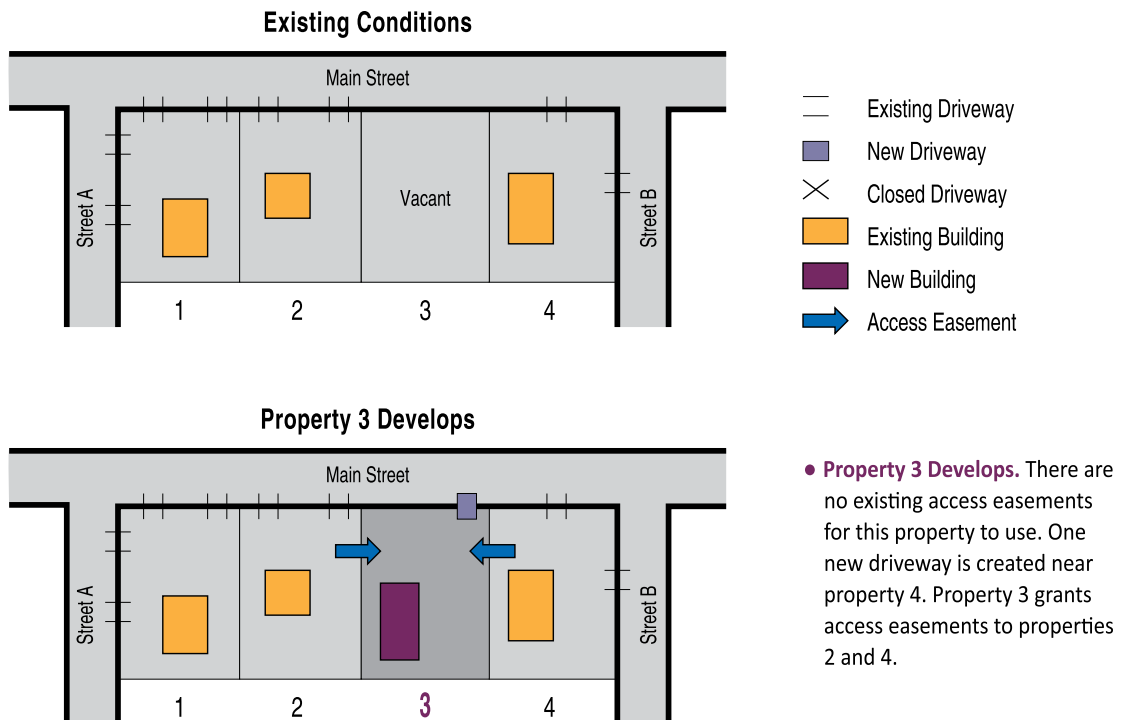 Existing Conditions
Main Street
Street A
Vacant
Street B
1
2
3
4
Existing Driveway
New Driveway
Closed Driveway
Existing Building
New Building
Access Easement
Property 3 Develops
Main Street
Street A
Street B
1
2
3
4
• Property 3 Develops. There are
no existing access easements
for this property to use. One
new driveway is created near
property 4. Property 3 grants
access easements to properties
2 and 4.